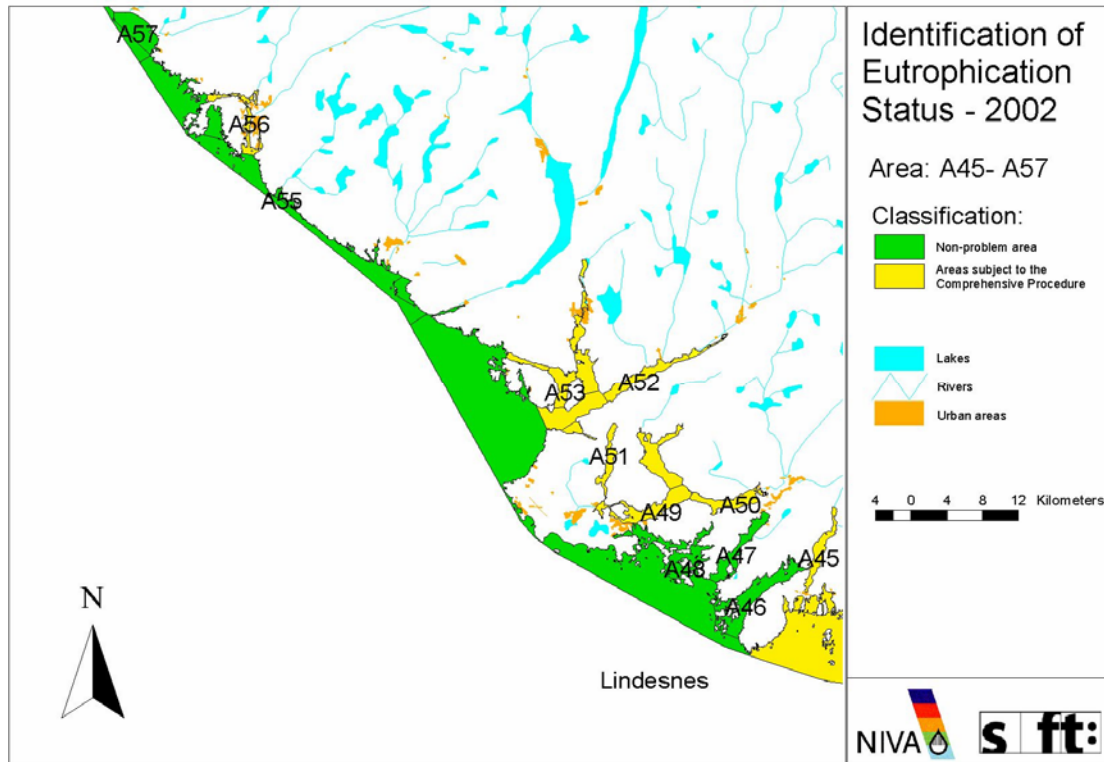 Identification of
Eutrophication
Status - 2002
Area: A45- A57
Classification:
Non-problem area
Areas subject to the
Comprehensive Procedure
Lakes
Rivers
Urban areas
4 0 4 8 12 Kilometers
A57
A56
A55
A53
A52
A51
A50
A49
A48
A47
A46
A45
Lindesnes
N
NIVA
sft: